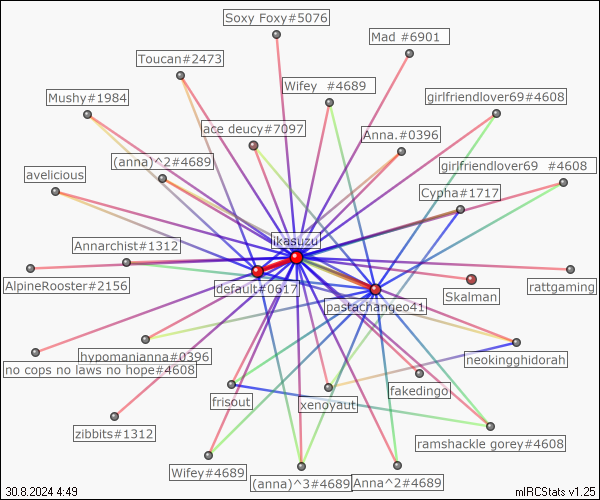 Soxy Foxy#5076
Mad #6901
Toucan#2473
Wifey #4689
Mushy#1984
girlfriendlover69#4608
ace deucy#7097
Anna.#0396
(anna)^2#4689
girlfriendlover69 #4608
avelicious
Cypha#1717
Annarchist#1312
ikasuzu
AlpineRooster#2156
default#0617
Skalman
rattgaming
pastachangeo41
hypomanianna#0396
neokingghidorah
no cops no laws no hope#4608
fakedingo
frisout
xenoyaut
zibbits#1312
ramshackle gorey#4608
Wifey#4689
(anna)^3#4689
Anna^2#4689
30.8.2024 4:49
mIRCStats v1.25